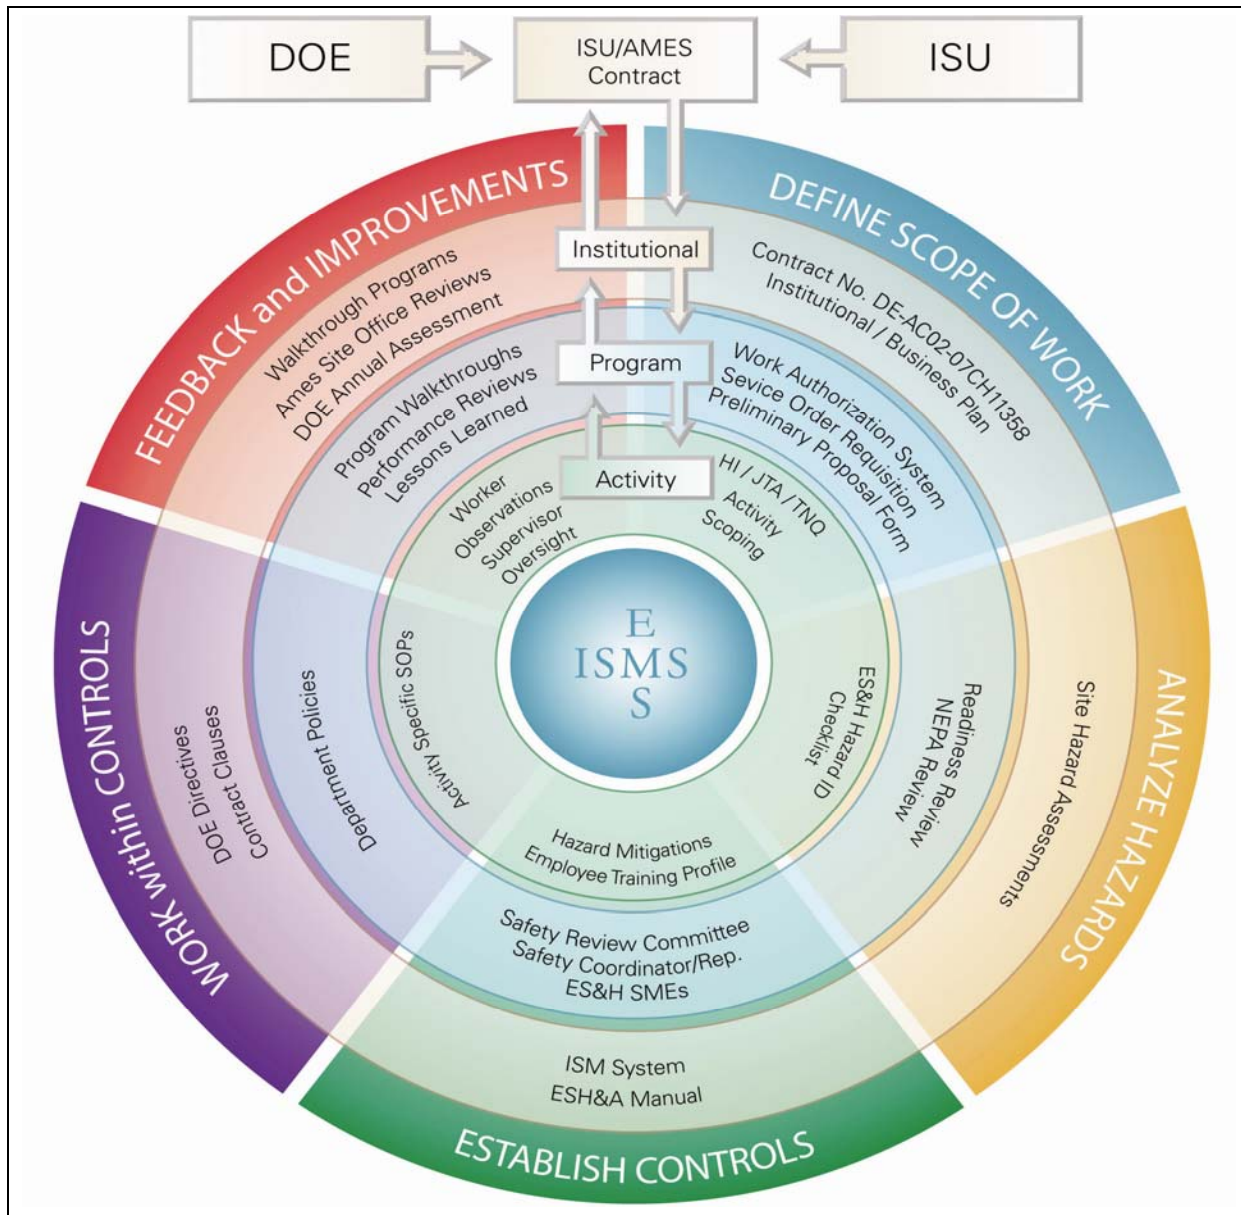 DOE
ISU/AMES
Contract
ISU
FEEDBACK and IMPROVEMENTS
DEFINE SCOPE OF WORK
ANALYZE HAZARDS
ESTABLISH CONTROLS
WORK within CONTROLS
Institutional
Program
Activity
Walkthrough Programs
Ames Site Office Reviews
DOE Annual Assessment
Program Walkthroughs
Performance Reviews
Lessons Learned
Worker
Observations
Supervisor
Oversight
Contract No. DE-AC02-07CH11358
Institutional / Business Plan
Work Authorization System
Sevice Order Requisition
Preliminary Proposal Form
HI / JTA / TNQ
Activity
Scoping
Site Hazard Assessments
Readiness Review
NEPA Review
ES&H Hazard ID
Checklist
Hazard Mitigations
Employee Training Profile
Safety Review Committee
Safety Coordinator/Rep.
ES&H SMEs
ISM System
ESH&A Manual
DOE Directives
Contract Clauses
Department Policies
Activity Specific SOPs
E
ISMS
S